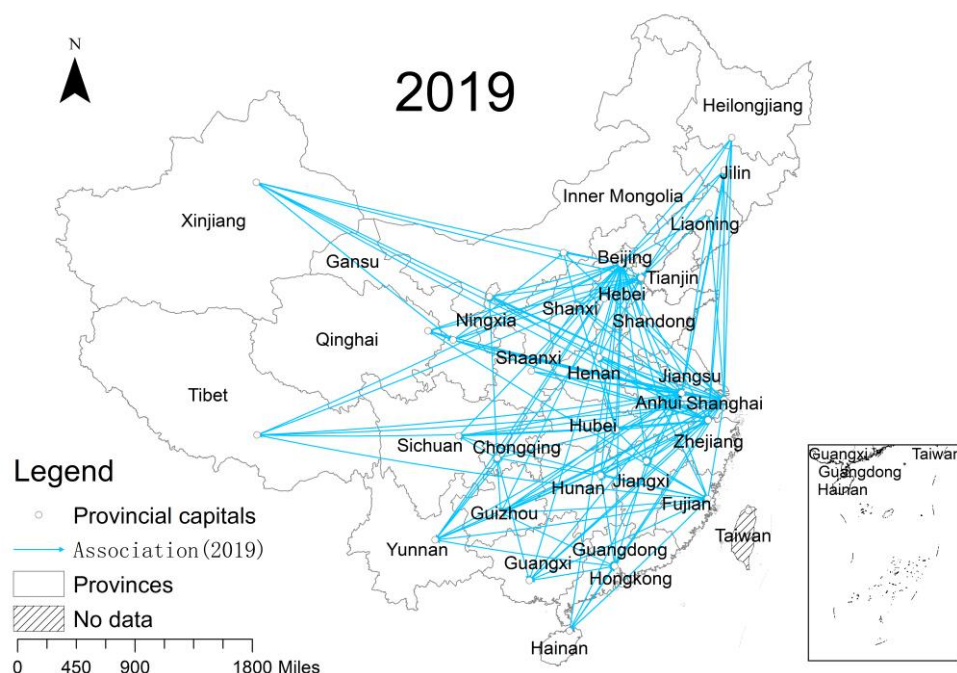 N
2019
Heilongjiang
Jilin
Inner Mongolia
Liaoning
Xinjiang
Beijing
Gansu
Tianjin
Hebei
Shanxi
Ningxia
Shandong
Qinghai
Shaanxi
Henan
Jiangsu
Tibet
Anhui Shanghai
Hubei
Sichuan
Chongqing
Zhejiang
Hunan
Jiangxi
Fujian
Guizhou
Taiwan
Yunnan
Guangdong
Guangxi
Hongkong
Hainan
Legend
Provincial capitals
Association(2019)
Provinces
No data
0 450 900 1800 Miles
Guangxi Taiwan
Guangdong
Hainan